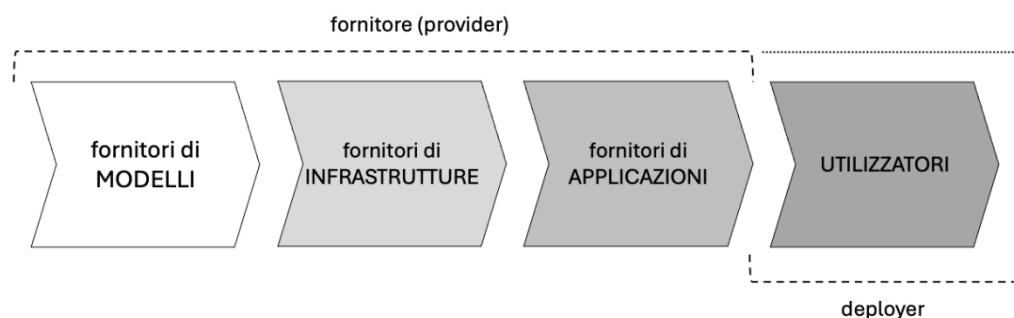 fornitore (provider)
fornitori di
MODELLI
fornitori di
INFRASTRUTTURE
fornitori di
APPLICAZIONI
UTILIZZATORI
deployer